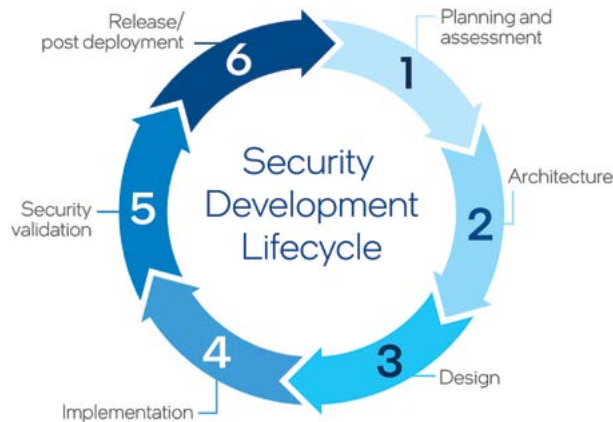 Security
Development
Lifecycle
1
Planning and
assessment
2
Architecture
3
Design
4
Implementation
5
Security
validation
6
Release/
post deployment